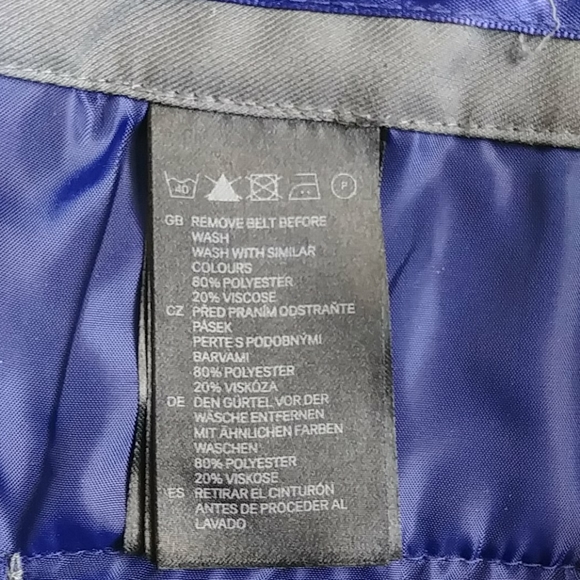 40 P
GB REMOVE BELT BEFORE
WASH
WASH WITH SIMILAR
COLOURS
80% POLYESTER
20% VISCOSE
CZ PŘED PRANÍM ODSTRAŇTE
PÁSEK
PERTE S PODOBNÝMI
BARVAMI
80% POLYESTER
20% VISKÓZA
DE DEN GÜRTEL VOR DER
WÄSCHE ENTFERNEN
MIT ÄHNLICHEN FARBEN
WASCHEN
80% POLYESTER
20% VISKOSE
ES RETIRAR EL CINTURÓN
ANTES DE PROCEDER AL
LAVADO